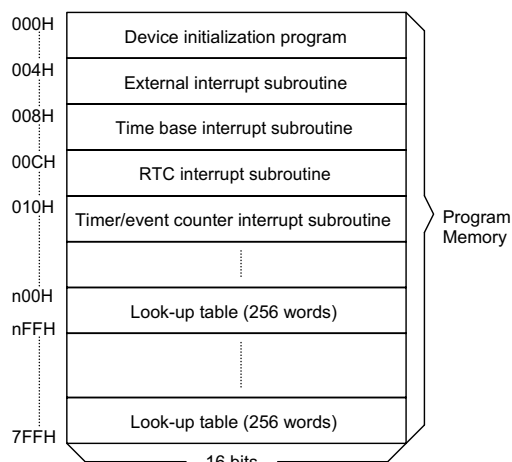 000H
Device initialization program
004H
External interrupt subroutine
008H
Time base interrupt subroutine
00CH
RTC interrupt subroutine
010H
Timer/event counter interrupt subroutine
Program
Memory
n00H
Look-up table (256 words)
nFFH
Look-up table (256 words)
7FFH
16 bits